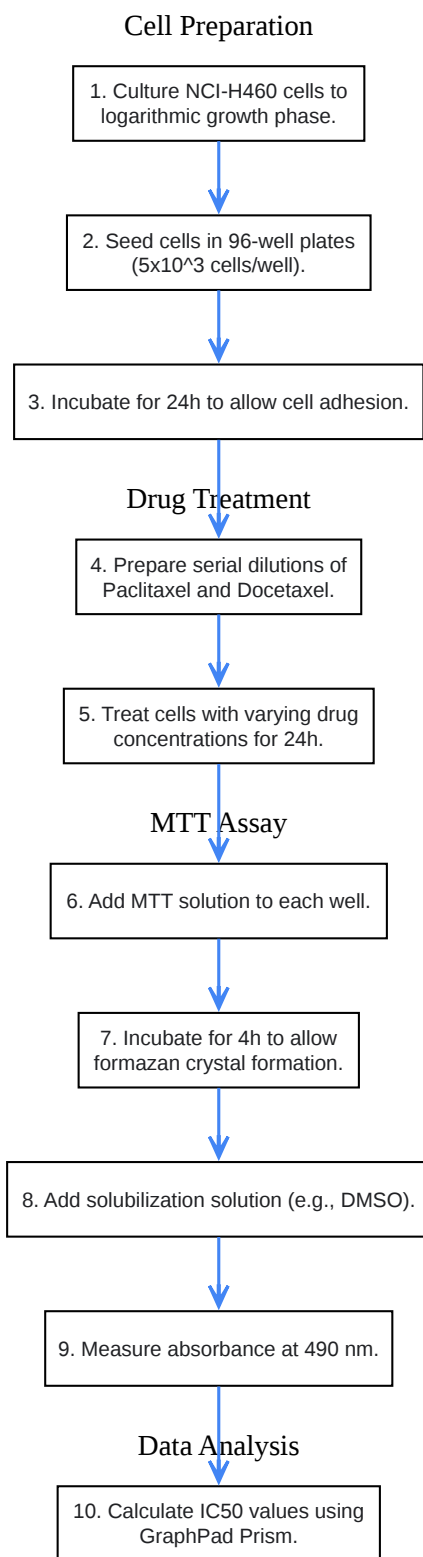 Cell Preparation
1. Culture NCI-H460 cells to
logarithmic growth phase.
2. Seed cells in 96-well plates
(5x10^3 cells/well).
3. Incubate for 24h to allow cell adhesion.
Drug Treatment
4. Prepare serial dilutions of
Paclitaxel and Docetaxel.
5. Treat cells with varying drug
concentrations for 24h.
MTT Assay
6. Add MTT solution to each well.
7. Incubate for 4h to allow
formazan crystal formation.
8. Add solubilization solution (e.g., DMSO).
9. Measure absorbance at 490 nm.
Data Analysis
10. Calculate IC50 values using
GraphPad Prism.